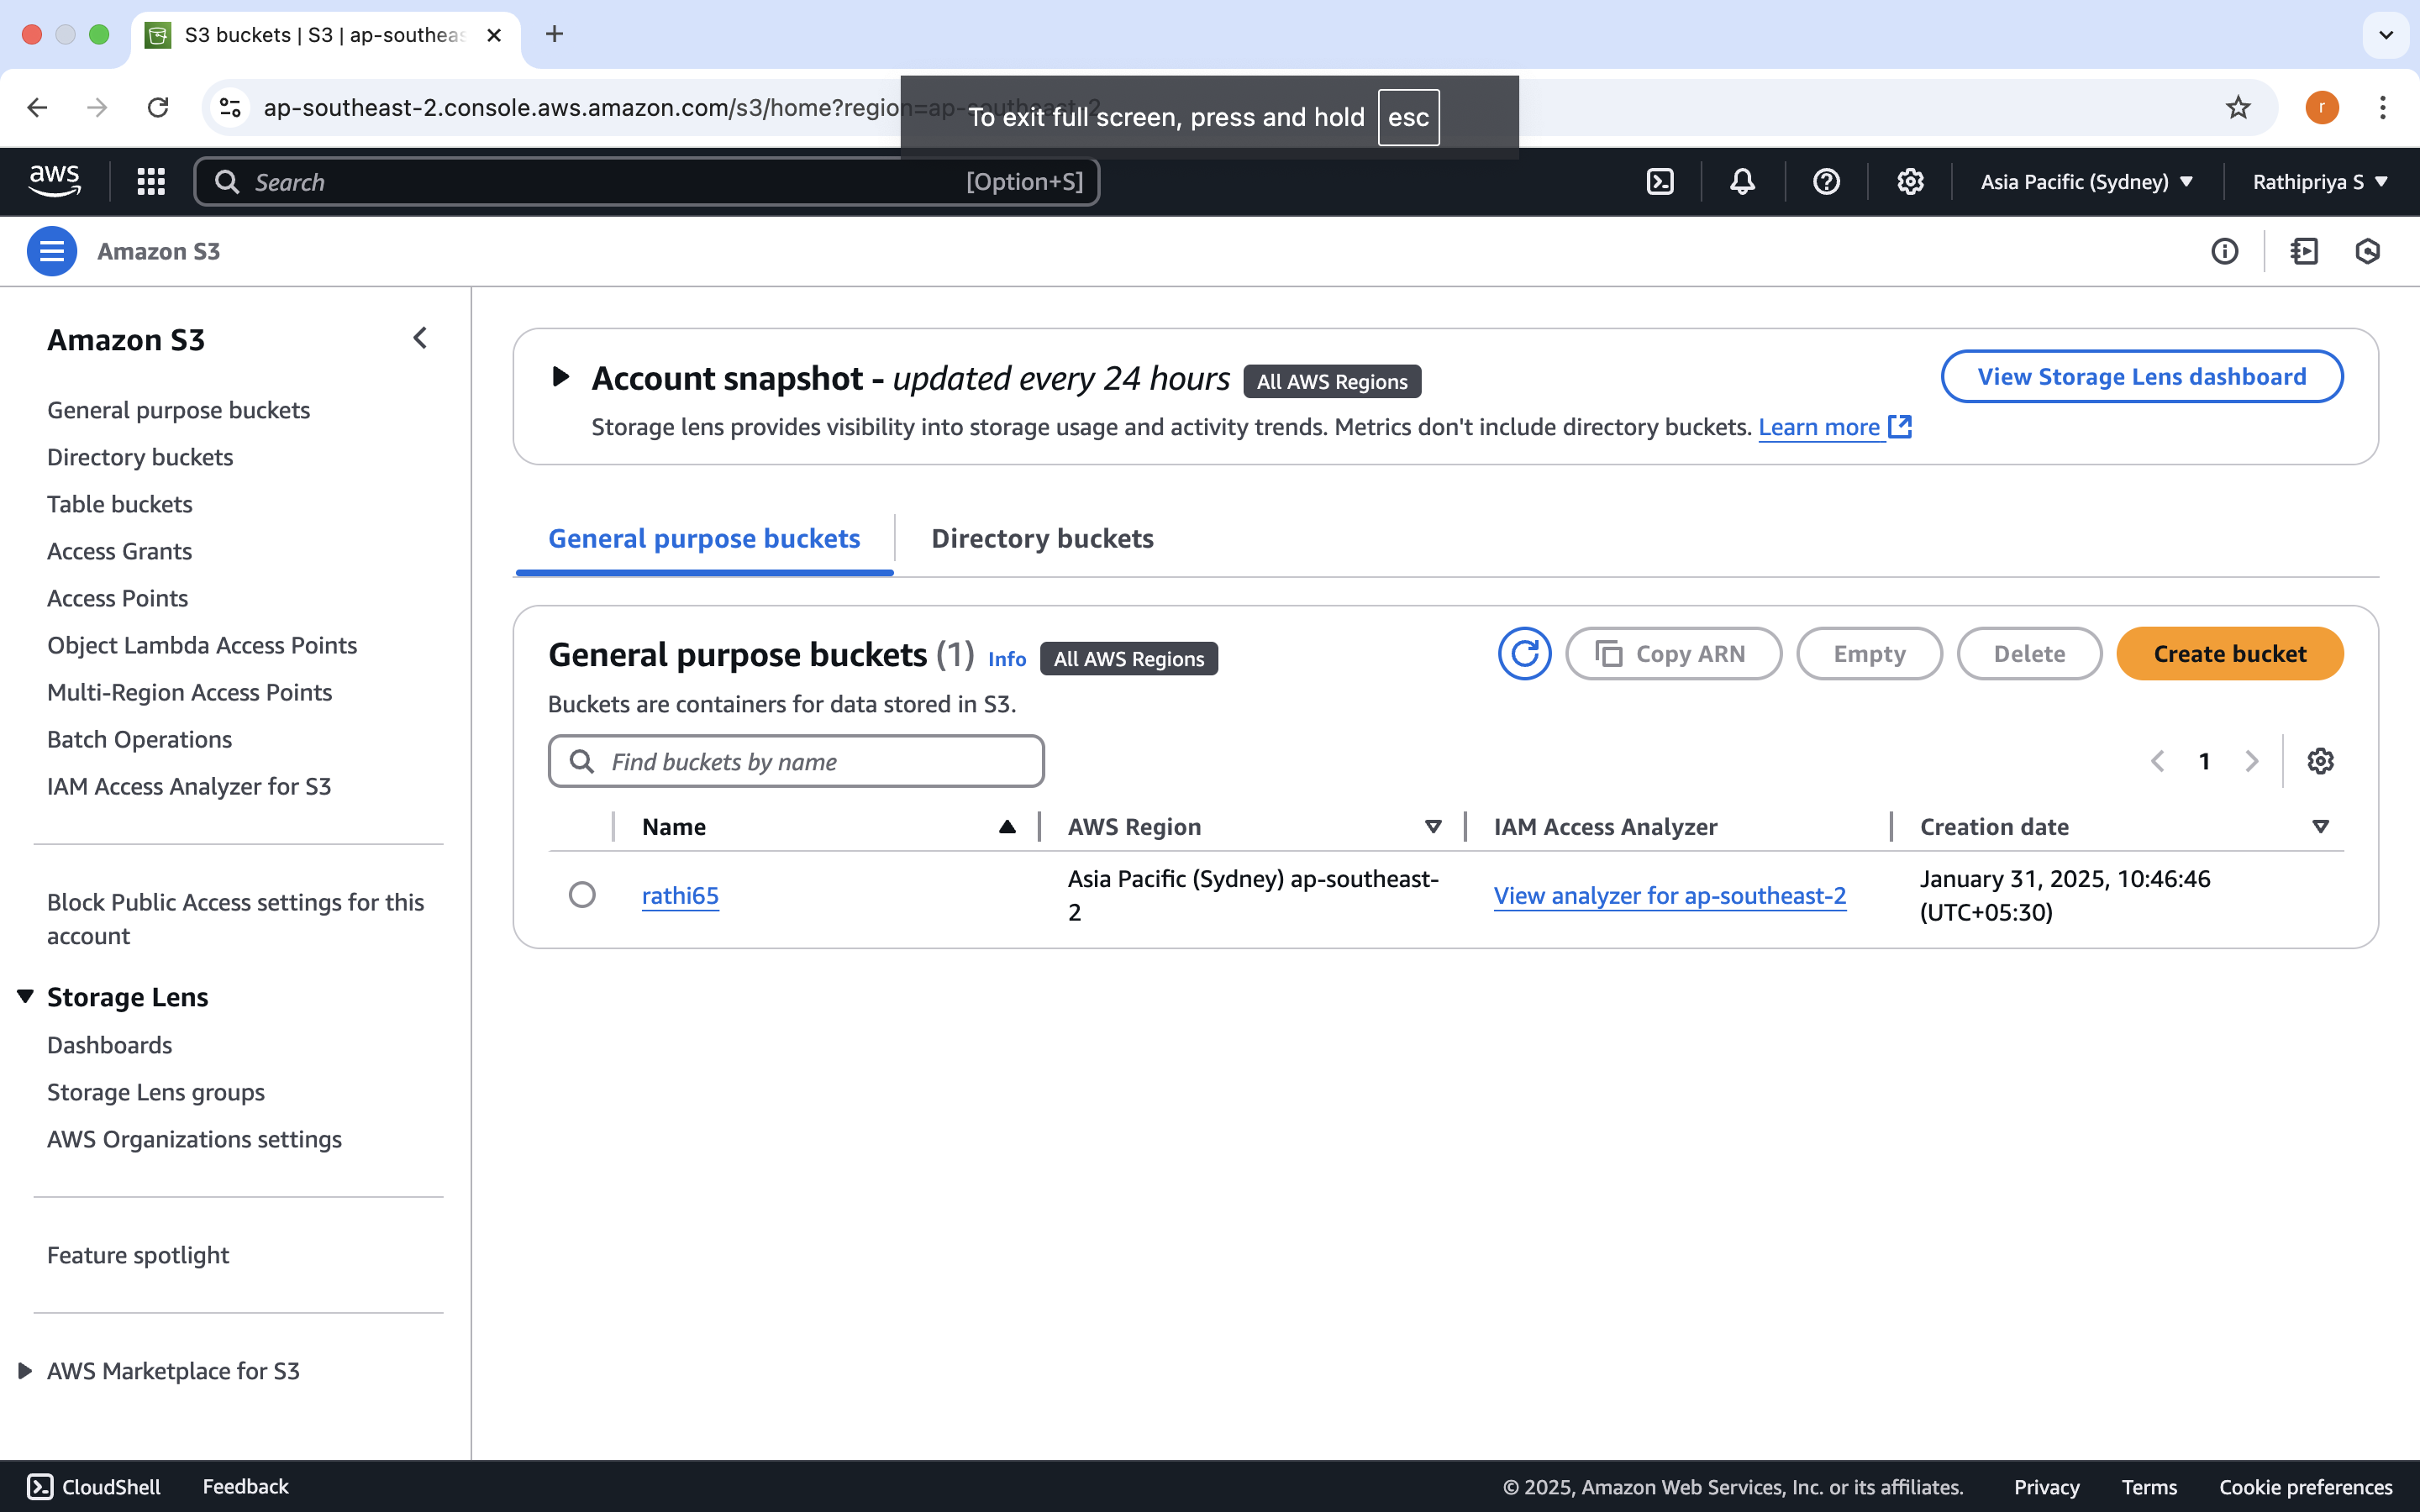 S3 buckets | S3 | ap-southeas
ap-southeast-2.console.aws.amazon.com/s3/home?region=ap-southeast-2
To exit full screen, press and hold esc
r
aws
Search
[Option+S]
Asia Pacific (Sydney)
Rathipriya S
Amazon S3
Amazon S3
General purpose buckets
Directory buckets
Table buckets
Access Grants
Access Points
Object Lambda Access Points
Multi-Region Access Points
Batch Operations
IAM Access Analyzer for S3
Block Public Access settings for this
account
Storage Lens
Dashboards
Storage Lens groups
AWS Organizations settings
Feature spotlight
AWS Marketplace for S3
Account snapshot - updated every 24 hours All AWS Regions
View Storage Lens dashboard
Storage lens provides visibility into storage usage and activity trends. Metrics don't include directory buckets. Learn more
General purpose buckets
Directory buckets
General purpose buckets (1) Info All AWS Regions
Copy ARN
Empty
Delete
Create bucket
Buckets are containers for data stored in S3.
Find buckets by name
1
Name
AWS Region
IAM Access Analyzer
Creation date
rathi65
Asia Pacific (Sydney) ap-southeast-
2
View analyzer for ap-southeast-2
January 31, 2025, 10:46:46
(UTC+05:30)
CloudShell
Feedback
© 2025, Amazon Web Services, Inc. or its affiliates.
Privacy
Terms
Cookie preferences